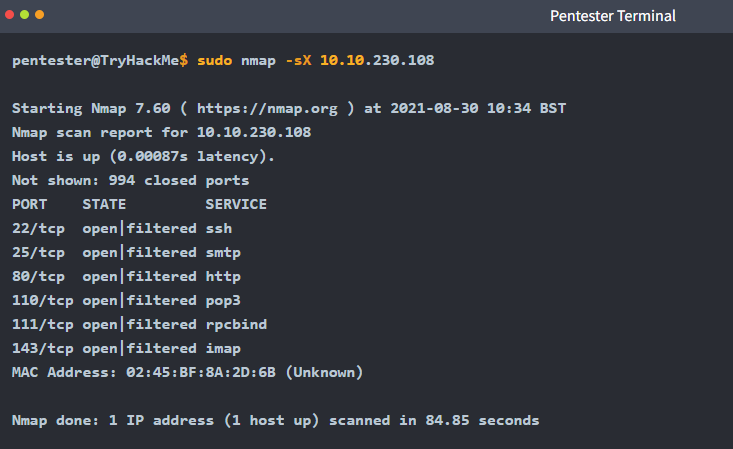 Pentester Terminal
pentester@TryHackMe$ sudo nmap -sX 10.10.230.108
Starting Nmap 7.60 ( https://nmap.org ) at 2021-08-30 10:34 BST
Nmap scan report for 10.10.230.108
Host is up (0.00087s latency).
Not shown: 994 closed ports
PORT    STATE         SERVICE
22/tcp  open|filtered ssh
25/tcp  open|filtered smtp
80/tcp  open|filtered http
110/tcp open|filtered pop3
111/tcp open|filtered rpcbind
143/tcp open|filtered imap
MAC Address: 02:45:BF:8A:2D:6B (Unknown)
Nmap done: 1 IP address (1 host up) scanned in 84.85 seconds